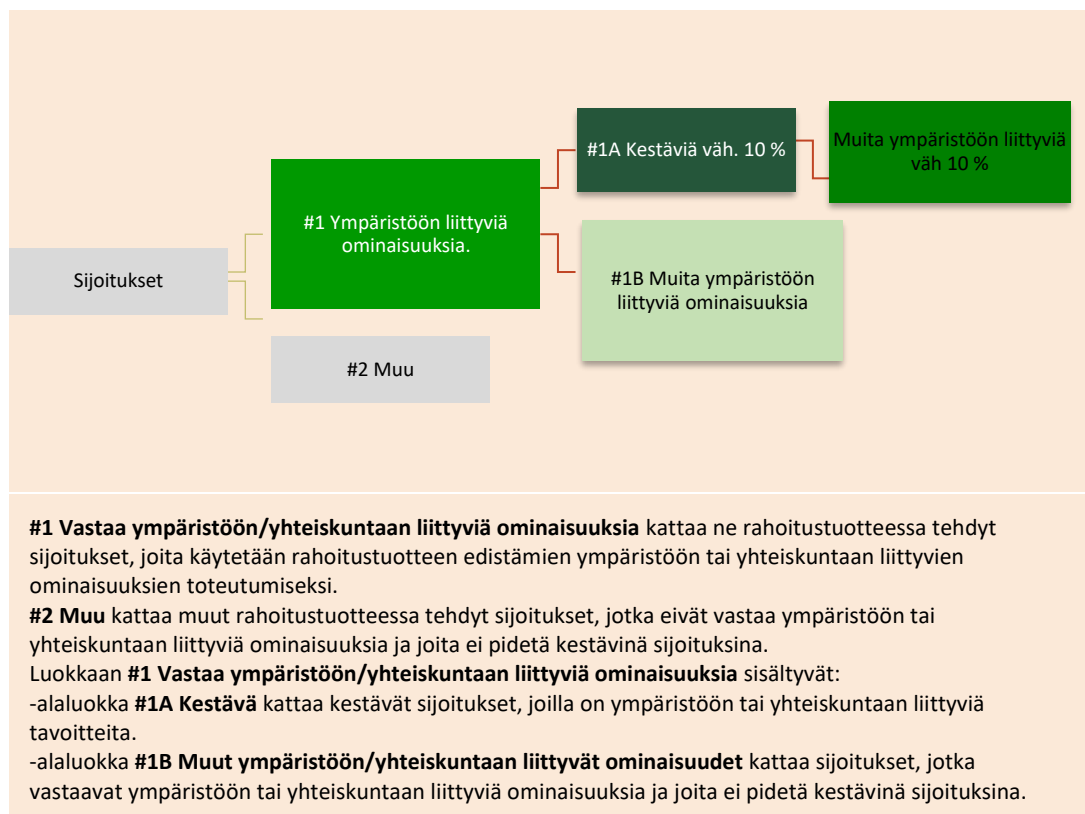 #1A Kestäviä väh. 10 %
Muita ympäristöön liittyviä
väh 10 %
#1 Ympäristöön liittyviä
ominaisuuksia.
Sijoitukset
#1B Muita ympäristöön
liittyviä ominaisuuksia
#2 Muu
#1 Vastaa ympäristöön/yhteiskuntaan liittyviä ominaisuuksia kattaa ne rahoitustuotteessa tehdyt
sijoitukset, joita käytetään rahoitustuotteen edistämien ympäristöön tai yhteiskuntaan liittyvien
ominaisuuksien toteutumiseksi.
#2 Muu kattaa muut rahoitustuotteessa tehdyt sijoitukset, jotka eivät vastaa ympäristöön tai
yhteiskuntaan liittyviä ominaisuuksia ja joita ei pidetä kestävinä sijoituksina.
Luokkaan #1 Vastaa ympäristöön/yhteiskuntaan liittyviä ominaisuuksia sisältyvät:
-alaluokka #1A Kestävä kattaa kestävät sijoitukset, joilla on ympäristöön tai yhteiskuntaan liittyviä
tavoitteita.
-alaluokka #1B Muut ympäristöön/yhteiskuntaan liittyvät ominaisuudet kattaa sijoitukset, jotka
vastaavat ympäristöön tai yhteiskuntaan liittyviä ominaisuuksia ja joita ei pidetä kestävinä sijoituksina.